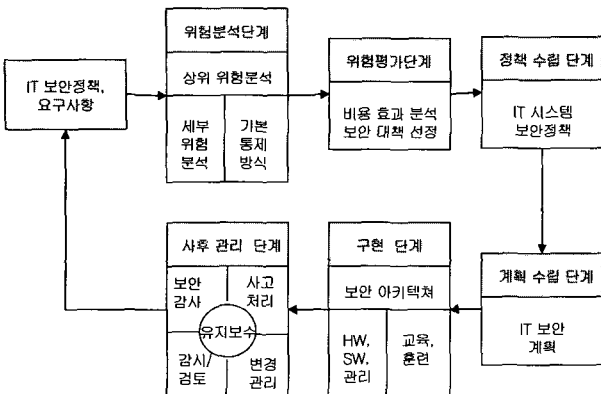 IT 보안정책,
요구사항
위험분석단계
상위 위험분석
세부
위험
분석
기본
통제
방식
위험평가단계
비용 효과 분석
보안 대책 선정
정책 수립 단계
IT 시스템
보안정책
사후 관리 단계
보안
감사
사고
처리
유지보수
감시/
검토
변경
관리
구현 단계
보안 아키텍쳐
HW,
SW,
관리
교육,
훈련
계획 수립 단계
IT 보안
계획